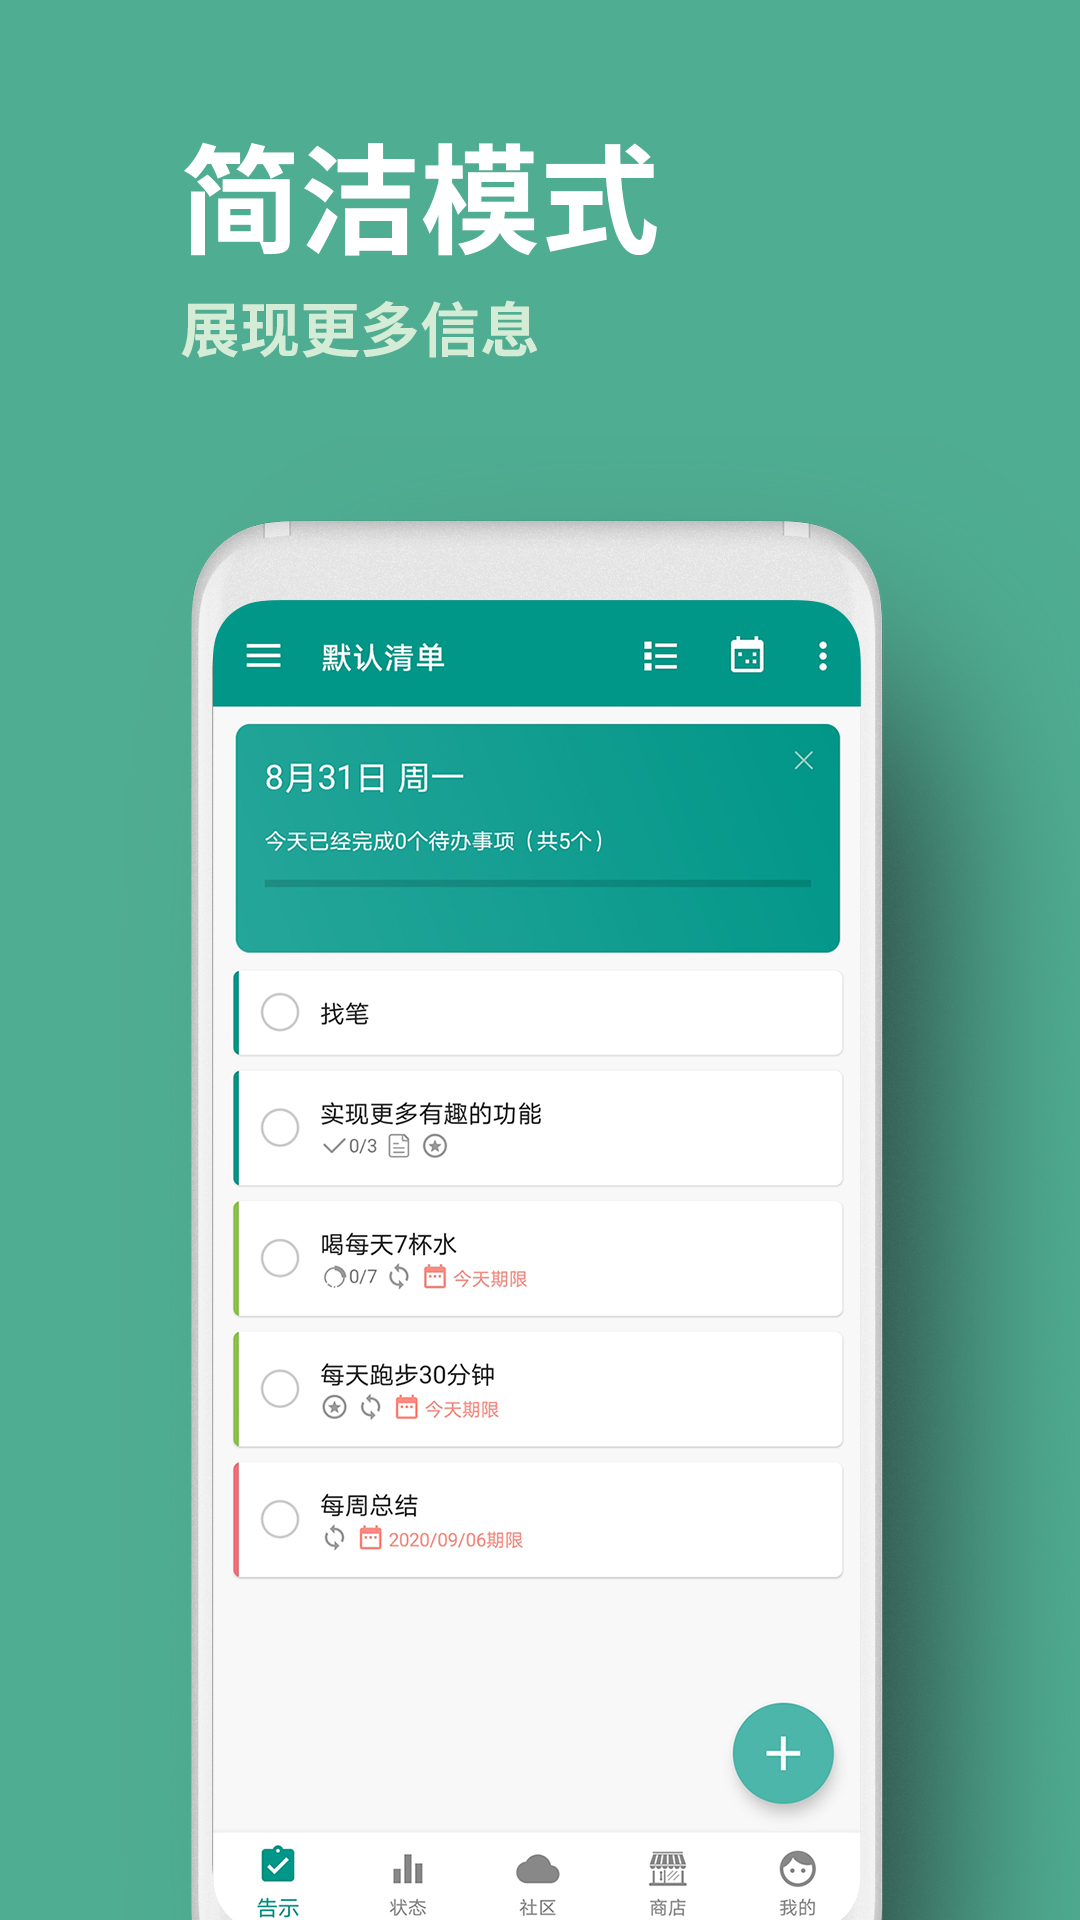 简洁模式
展现更多信息
默认清单
8月31日 周一
今天已经完成0个待办事项（共5个）
找笔
实现更多有趣的功能
0/3
喝每天7杯水
0/7 今天期限
每天跑步30分钟
今天期限
每周总结
2020/09/06期限
告示 状态 社区 商店 我的